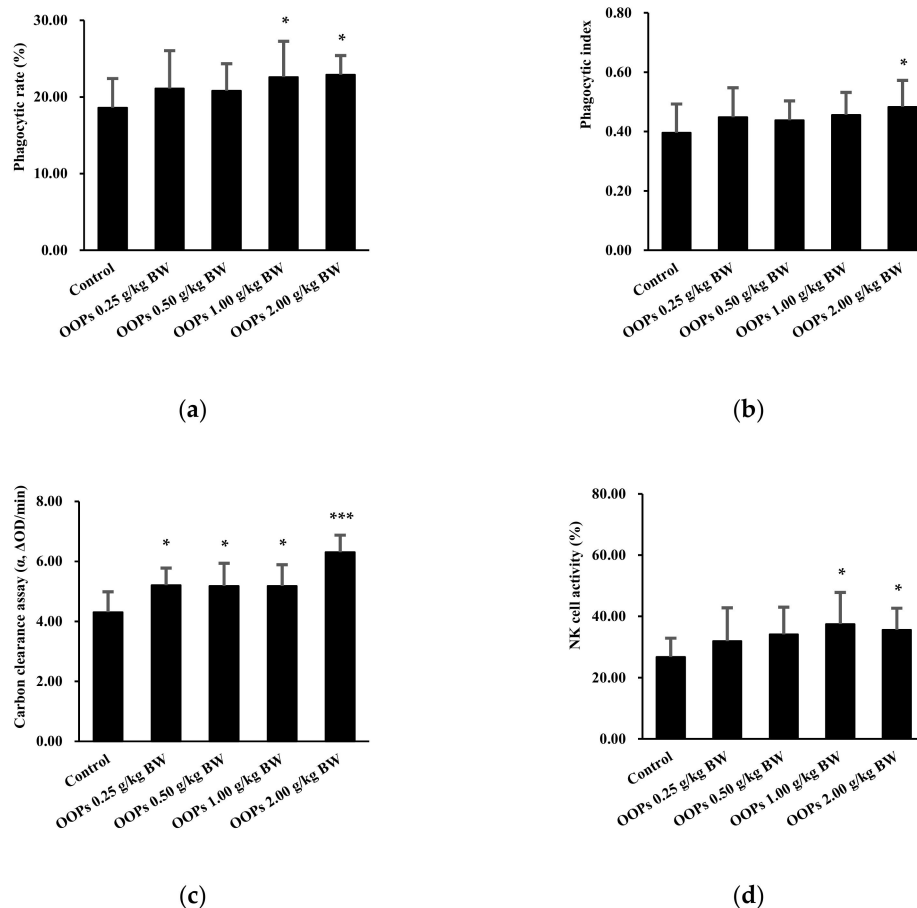 30.00
20.00
10.00
0.00
Phagocytic rate (%)
*
*
Control
OOPs 0.25 g/kg BW
OOPs 0.50 g/kg BW
OOPs 1.00 g/kg BW
OOPs 2.00 g/kg BW
(a)
0.80
0.60
0.40
0.20
0.00
Phagocytic index
*
Control
OOPs 0.25 g/kg BW
OOPs 0.50 g/kg BW
OOPs 1.00 g/kg BW
OOPs 2.00 g/kg BW
(b)
8.00
6.00
4.00
2.00
0.00
Carbon clearance assay (α, ΔOD/min)
*
*
*
***
Control
OOPs 0.25 g/kg BW
OOPs 0.50 g/kg BW
OOPs 1.00 g/kg BW
OOPs 2.00 g/kg BW
(c)
80.00
60.00
40.00
20.00
0.00
NK cell activity (%)
*
*
Control
OOPs 0.25 g/kg BW
OOPs 0.50 g/kg BW
OOPs 1.00 g/kg BW
OOPs 2.00 g/kg BW
(d)